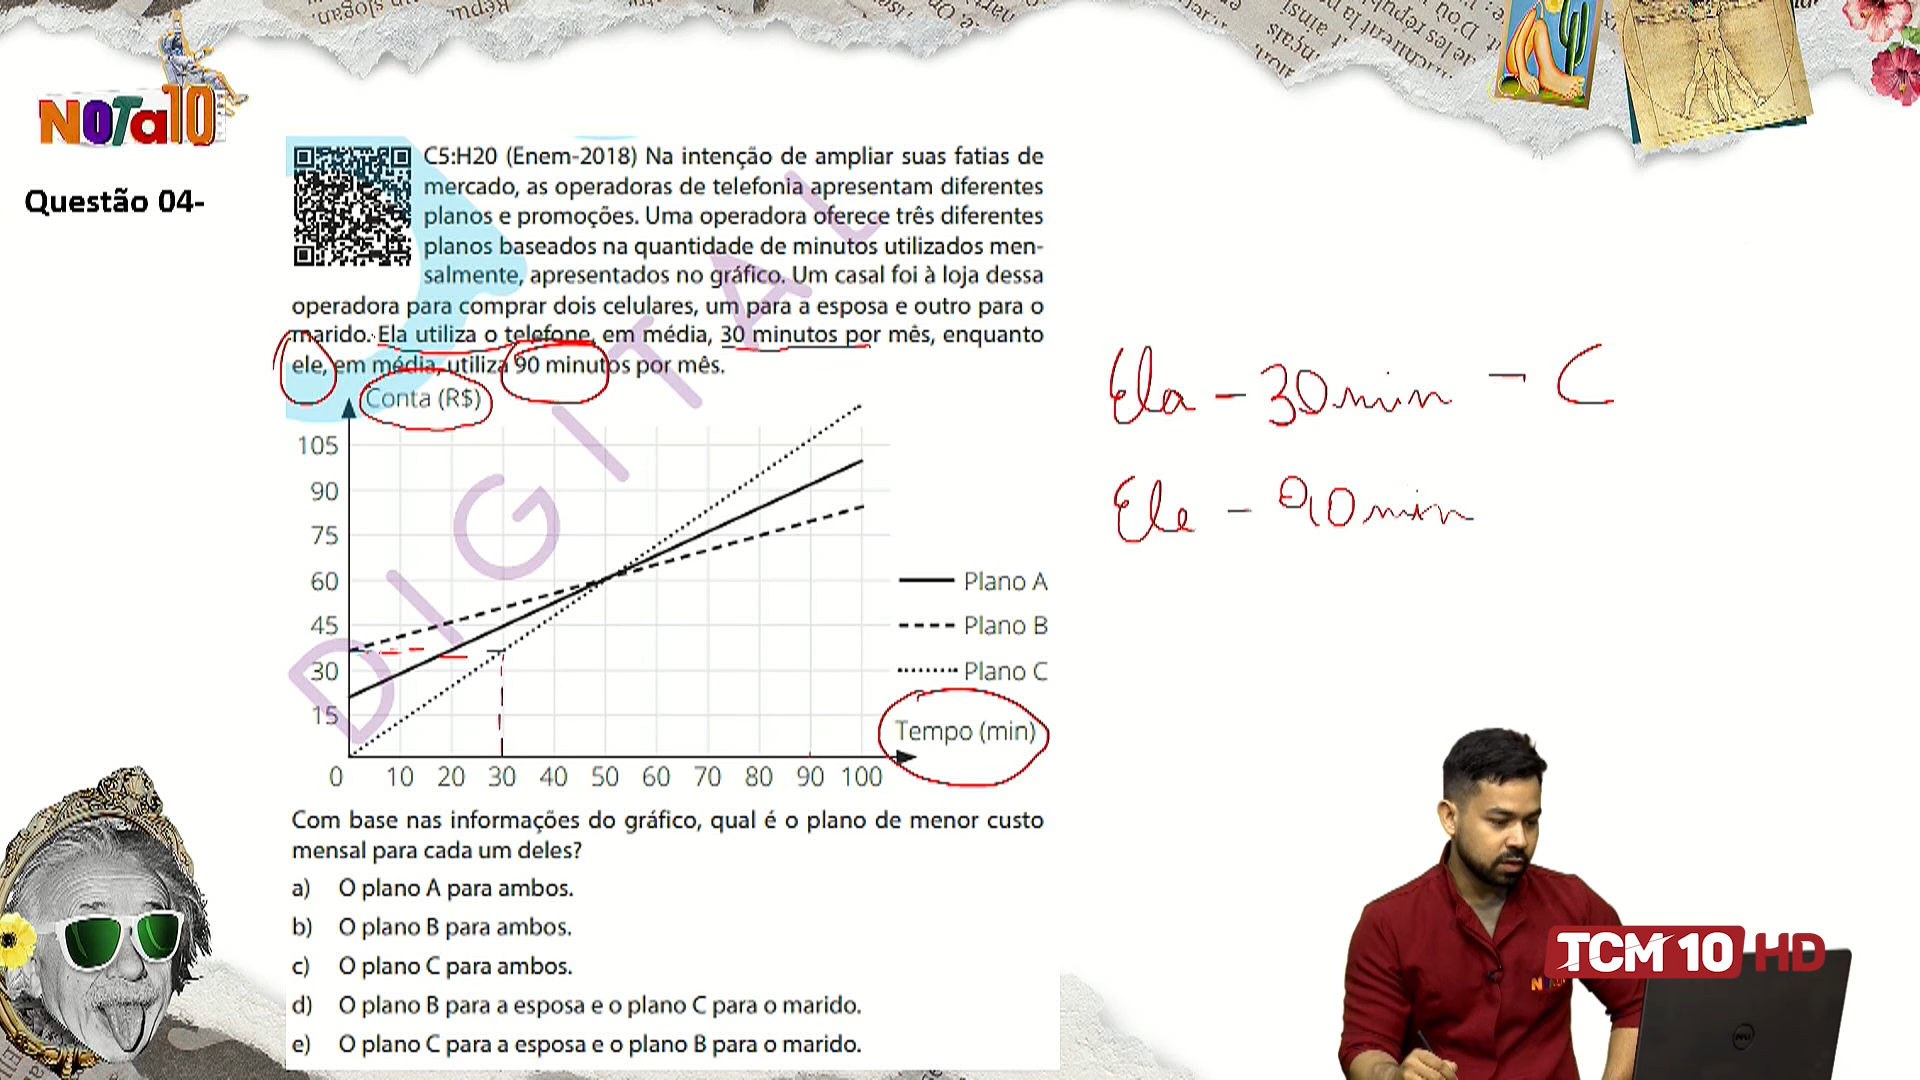 NOTa10
Questão 04-
C5:H20 (Enem-2018) Na intenção de ampliar suas fatias de
mercado, as operadoras de telefonia apresentam diferentes
planos e promoções. Uma operadora oferece três diferentes
planos baseados na quantidade de minutos utilizados men-
salmente, apresentados no gráfico. Um casal foi à loja dessa
operadora para comprar dois celulares, um para a esposa e outro para o
marido. Ela utiliza o telefone, em média, 30 minutos por mês, enquanto
ele, em média, utiliza 90 minutos por mês.
Conta (R$)
105
90
75
60
45
30
15
0 10 20 30 40 50 60 70 80 90 100
Tempo (min)
Plano A
Plano B
Plano C
DIGITAL
Com base nas informações do gráfico, qual é o plano de menor custo
mensal para cada um deles?
a) O plano A para ambos.
b) O plano B para ambos.
c) O plano C para ambos.
d) O plano B para a esposa e o plano C para o marido.
e) O plano C para a esposa e o plano B para o marido.
Ela - 30 min - C
Ele - 90 min
TCM 10 HD
DELL